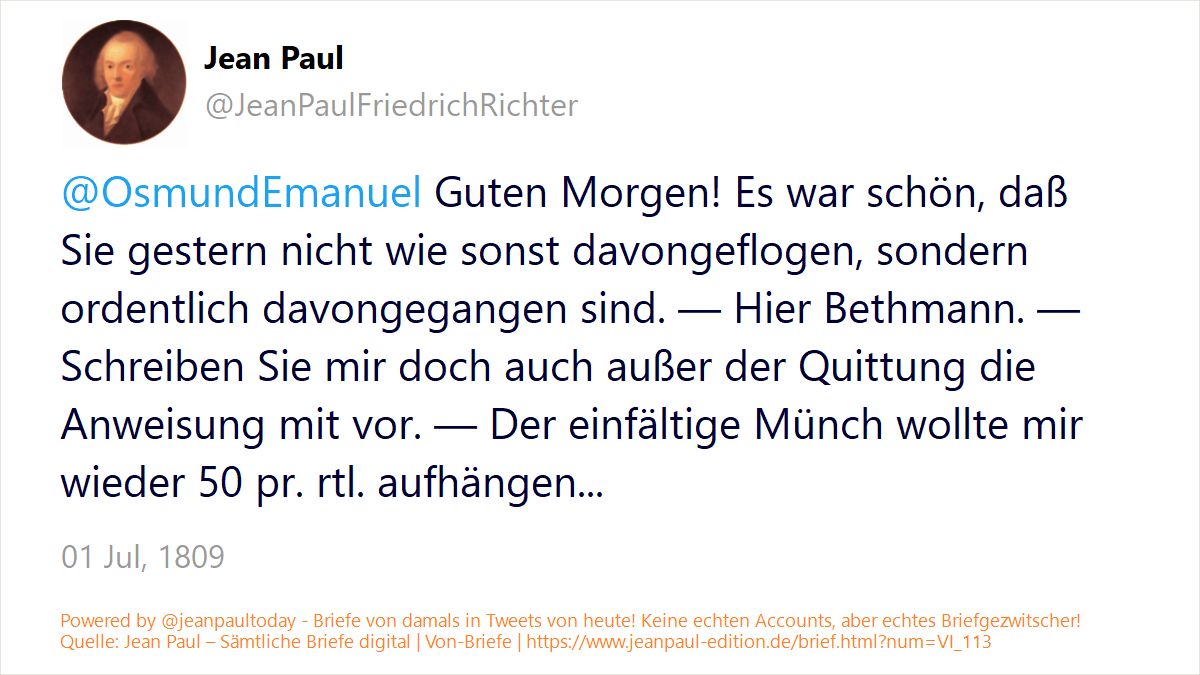 Jean Paul
@JeanPaulFriedrichRichter
@OsmundEmanuel Guten Morgen! Es war schön, daß
Sie gestern nicht wie sonst davongeflogen, sondern
ordentlich davongegangen sind. — Hier Bethmann. —
Schreiben Sie mir doch auch außer der Quittung die
Anweisung mit vor. — Der einfältige Münch wollte mir
wieder 50 pr. rtl. aufhängen...
01 Jul, 1809
Powered by @jeanpaultoday - Briefe von damals in Tweets von heute! Keine echten Accounts, aber echtes Briefgezwitscher!
Quelle: Jean Paul – Sämtliche Briefe digital | Von-Briefe | https://www.jeanpaul-edition.de/brief.html?num=VI_113